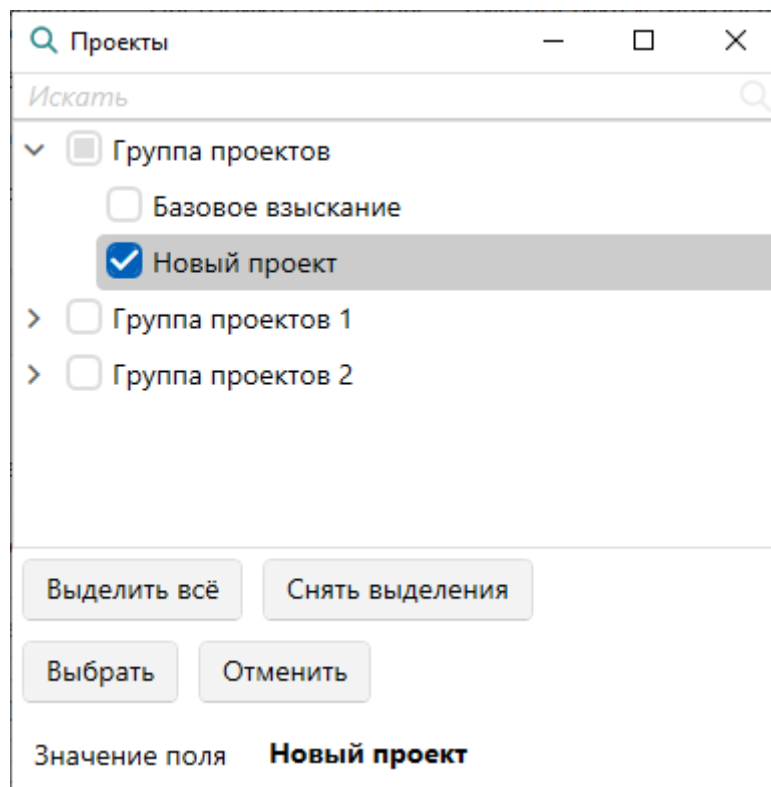 Проекты
Искать
Группа проектов
Базовое взыскание
Новый проект
Группа проектов 1
Группа проектов 2
Выделить всё Снять выделения
Выбрать Отменить
Значение поля Новый проект